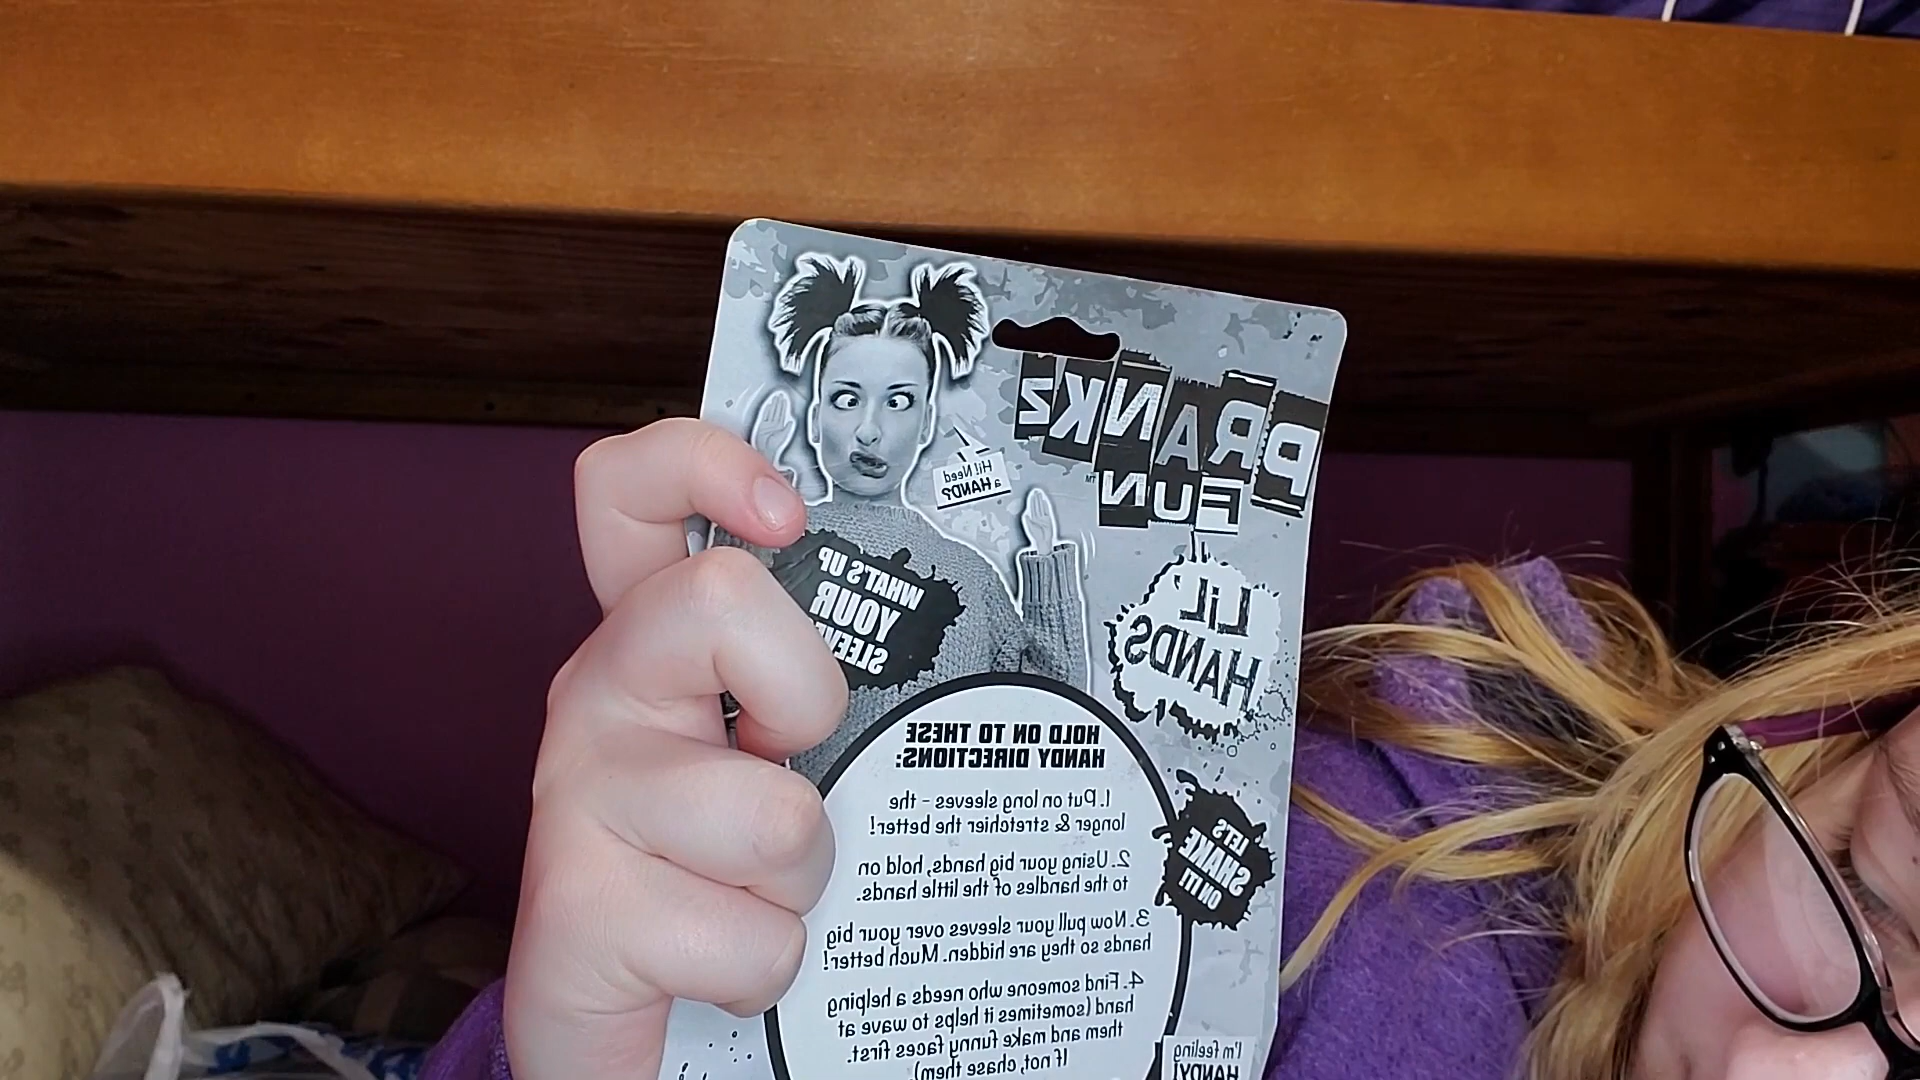 PRANKZ
FUN™
Hi! Need
a HAND?
LiL'
HANDS
WHAT'S UP
YOUR
HOLD ON TO THESE
HANDY DIRECTIONS:
1. Put on long sleeves - the
longer & stretchier the better!
2. Using your big hands, hold on
to the handles of the little hands.
3. Now pull your sleeves over your big
hands so they are hidden. Much better!
4. Find someone who needs a helping
hand (sometimes it helps to wave at
them and make funny faces first.
If not, chase them)
LET'S
SHAKE
ON IT!
I'm feeling
HANDY!